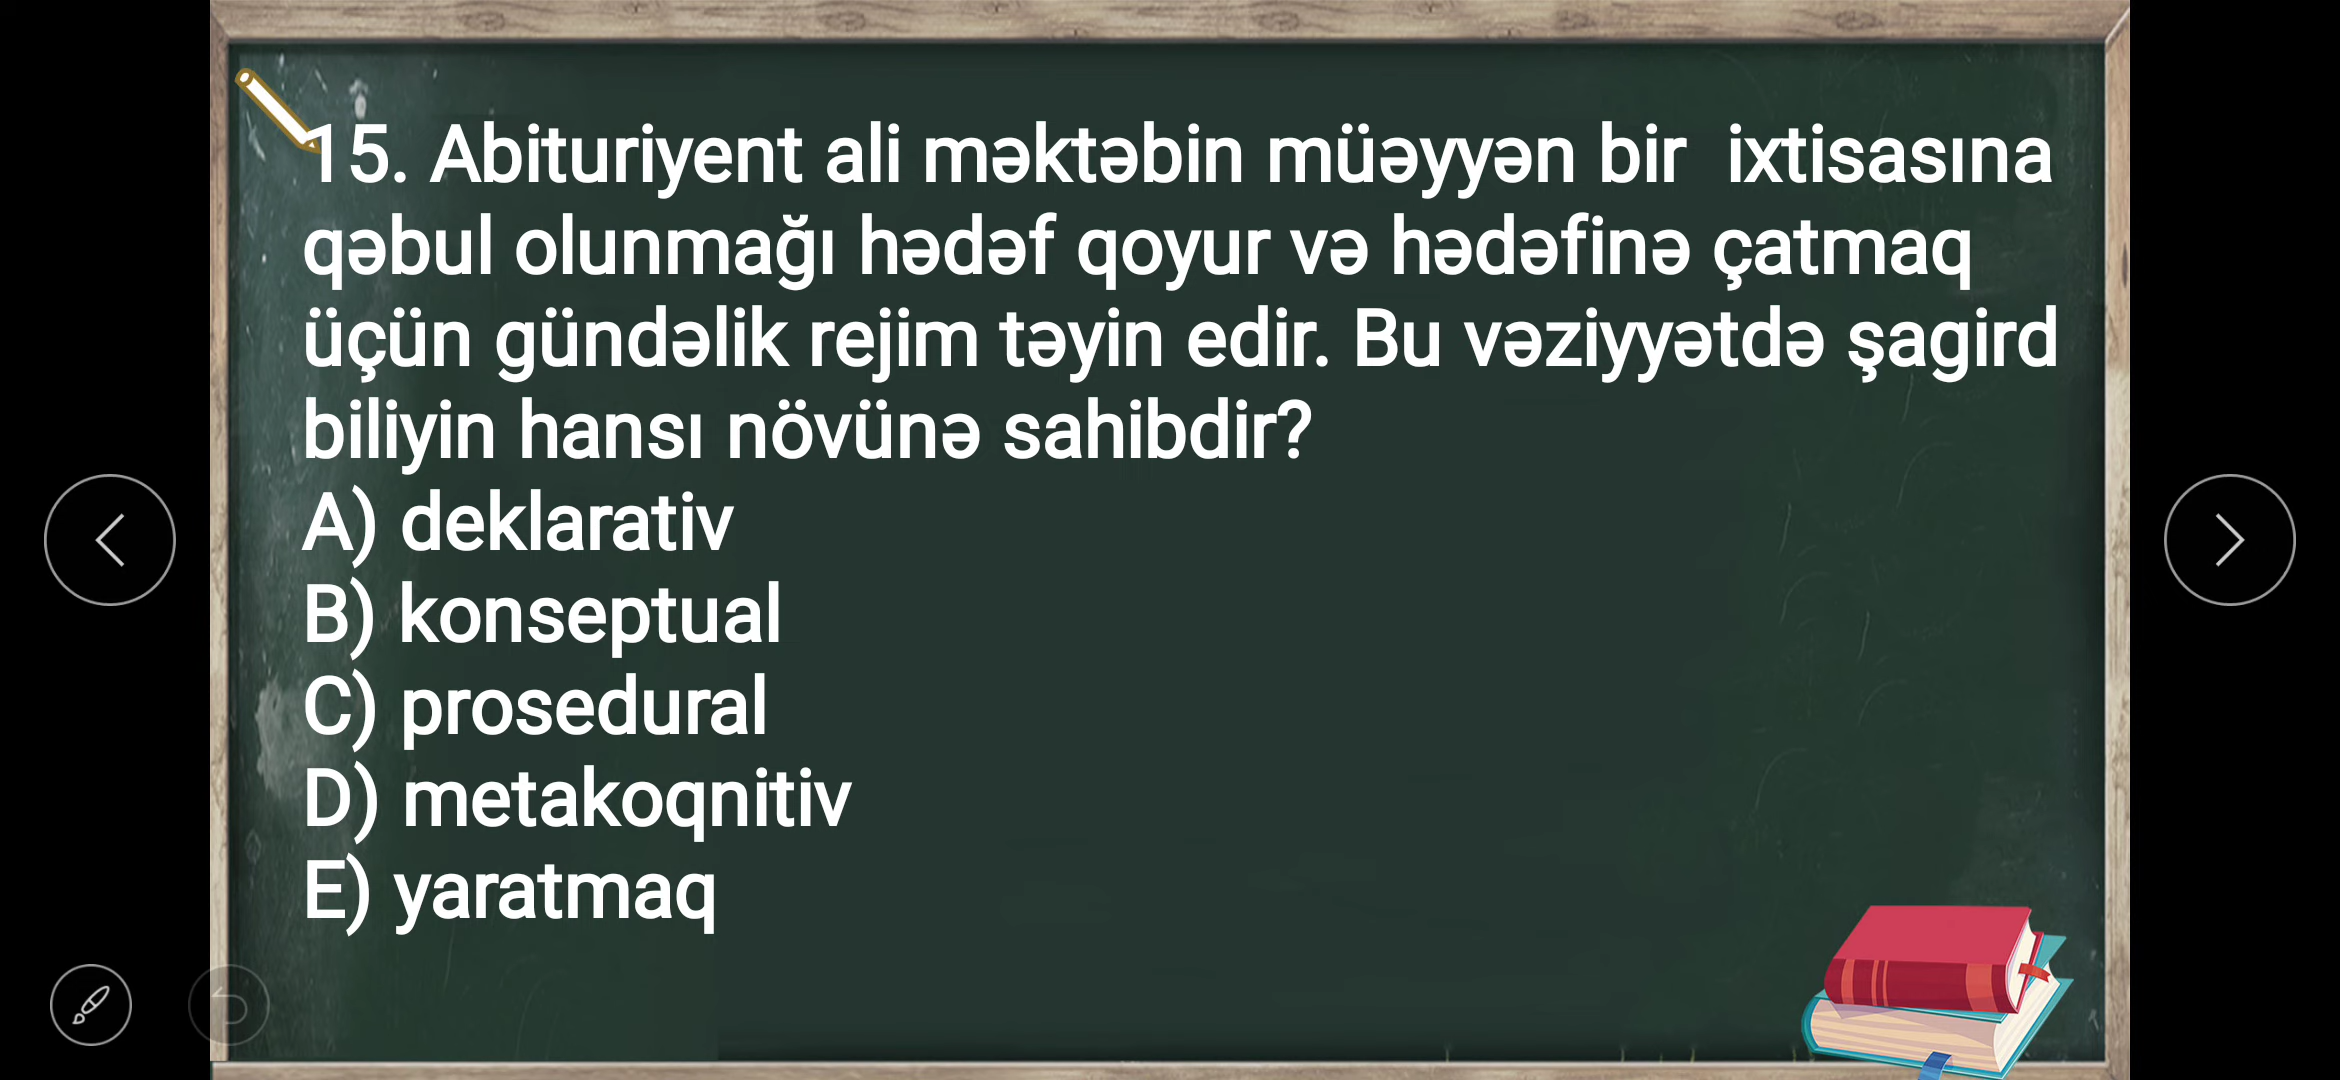 15. Abituriyent ali məktəbin müəyyən bir ixtisasına
qəbul olunmağı hədəf qoyur və hədəfinə çatmaq
üçün gündəlik rejim təyin edir. Bu vəziyyətdə şagird
biliyin hansı növünə sahibdir?
A) deklarativ
B) konseptual
C) prosedural
D) metakoqnitiv
E) yaratmaq